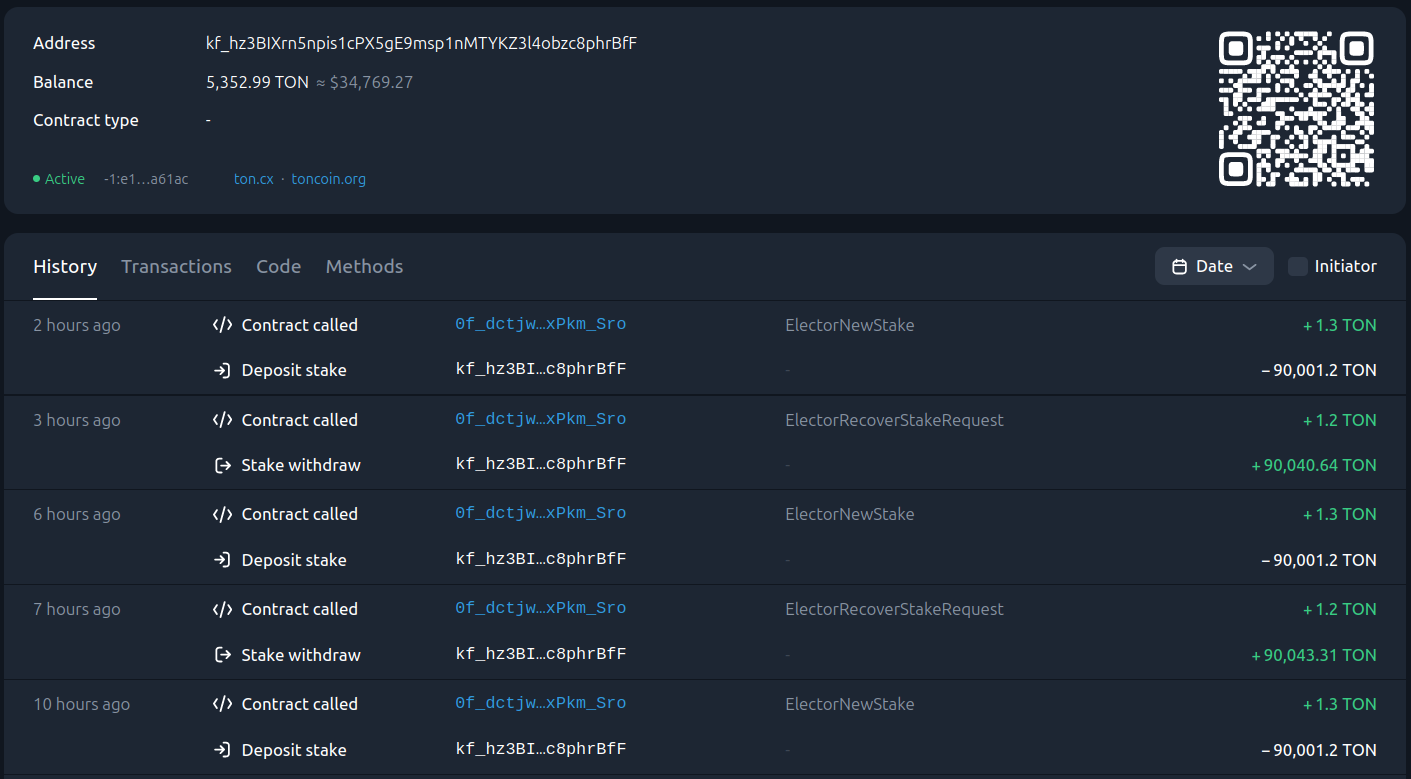 Address kf_hz3BIXrn5npis1cPX5gE9msp1nMTYKZ3l4obzc8phrBfF
Balance 5,352.99 TON ≈ $34,769.27
Contract type -
Active -1:e1…a61ac ton.cx · toncoin.org
History Transactions Code Methods Date Initiator
2 hours ago Contract called 0f_dctjw…xPkm_Sro ElectorNewStake + 1.3 TON
Deposit stake kf_hz3BI…c8phrBfF - − 90,001.2 TON
3 hours ago Contract called 0f_dctjw…xPkm_Sro ElectorRecoverStakeRequest + 1.2 TON
Stake withdraw kf_hz3BI…c8phrBfF - + 90,040.64 TON
6 hours ago Contract called 0f_dctjw…xPkm_Sro ElectorNewStake + 1.3 TON
Deposit stake kf_hz3BI…c8phrBfF - − 90,001.2 TON
7 hours ago Contract called 0f_dctjw…xPkm_Sro ElectorRecoverStakeRequest + 1.2 TON
Stake withdraw kf_hz3BI…c8phrBfF - + 90,043.31 TON
10 hours ago Contract called 0f_dctjw…xPkm_Sro ElectorNewStake + 1.3 TON
Deposit stake kf_hz3BI…c8phrBfF - − 90,001.2 TON